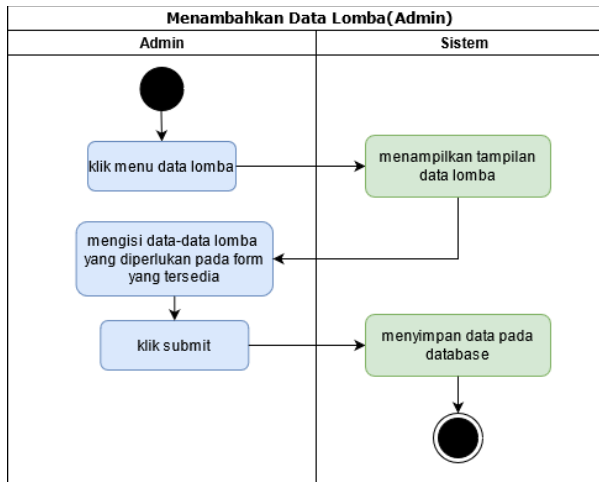 Menambahkan Data Lomba(Admin)
Admin
Sistem
klik menu data lomba
menampilkan tampilan
data lomba
mengisi data-data lomba
yang diperlukan pada form
yang tersedia
klik submit
menyimpan data pada
database